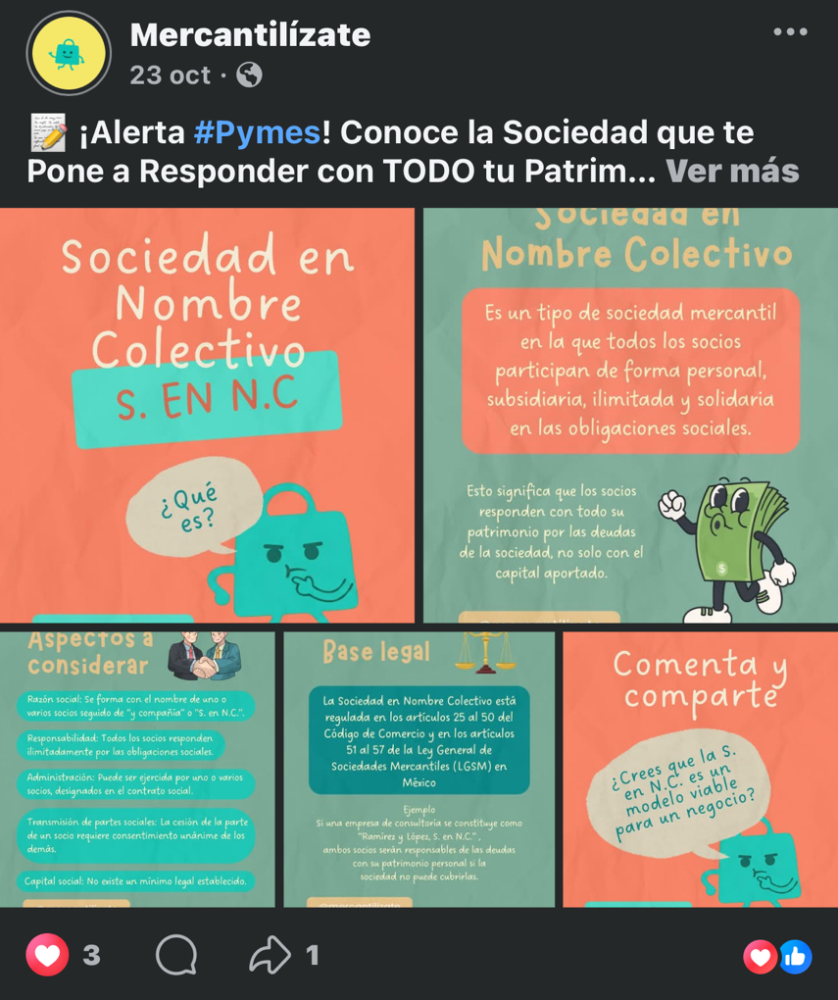 Mercantilízate
23 oct ·
¡Alerta #Pymes! Conoce la Sociedad que te
Pone a Responder con TODO tu Patrim... Ver más
Sociedad en
Nombre
Colectivo
S. EN N.C
¿Qué
es?
Sociedad en
Nombre Colectivo
Es un tipo de sociedad mercantil
en la que todos los socios
participan de forma personal,
subsidiaria, ilimitada y solidaria
en las obligaciones sociales.
Esto significa que los socios
responden con todo su
patrimonio por las deudas
de la sociedad, no solo con el
capital aportado.
$
Aspectos a
considerar
Razón social: Se forma con el nombre de uno o
varios socios seguido de "y compañía" o "S. en N.C.".
Responsabilidad: Todos los socios responden
ilimitadamente por las obligaciones sociales.
Administración: Puede ser ejercida por uno o varios
socios, designados en el contrato social.
Transmisión de partes sociales: La cesión de la parte
de un socio requiere consentimiento unánime de los
demás.
Capital social: No existe un mínimo legal establecido.
Base legal
La Sociedad en Nombre Colectivo está
regulada en los artículos 25 al 50 del
Código de Comercio y en los artículos
51 al 57 de la Ley General de
Sociedades Mercantiles (LGSM) en
México
Ejemplo
Si una empresa de consultoría se constituye como
"Ramírez y López, S. en N.C.",
ambos socios serán responsables de las deudas
con su patrimonio personal si la
sociedad no puede cubrirlas.
Comenta y
comparte
¿Crees que la S.
en N.C. es un
modelo viable
para un negocio?
3
1